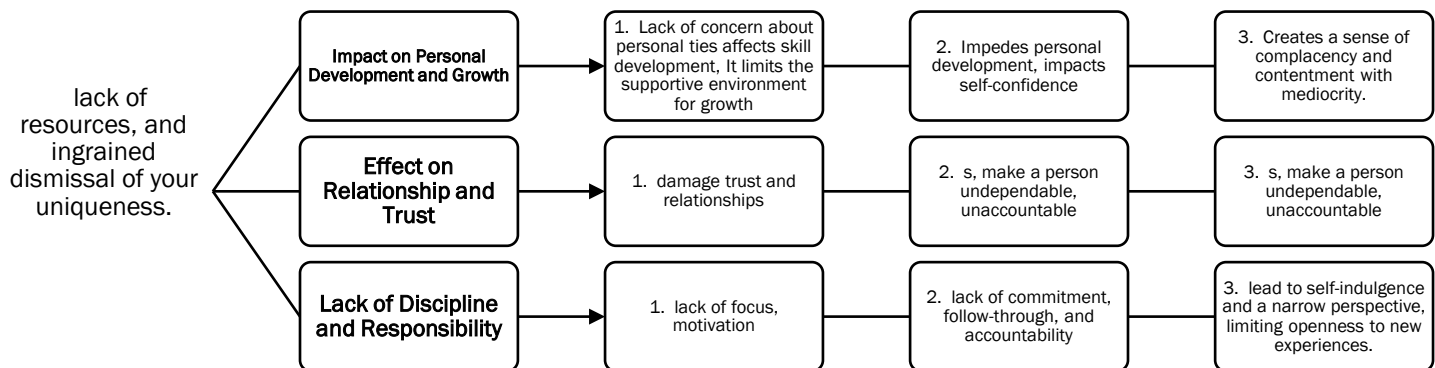 lack of
resources, and
ingrained
dismissal of your
uniqueness.
Impact on Personal
Development and Growth
1. Lack of concern about
personal ties affects skill
development, It limits the
supportive environment
for growth
2. Impedes personal
development, impacts
self-confidence
3. Creates a sense of
complacency and
contentment with
mediocrity.
Effect on
Relationship and
Trust
1. damage trust and
relationships
2. s, make a person
undependable,
unaccountable
3. s, make a person
undependable,
unaccountable
Lack of Discipline
and Responsibility
1. lack of focus,
motivation
2. lack of commitment,
follow-through, and
accountability
3. lead to self-indulgence
and a narrow perspective,
limiting openness to new
experiences.